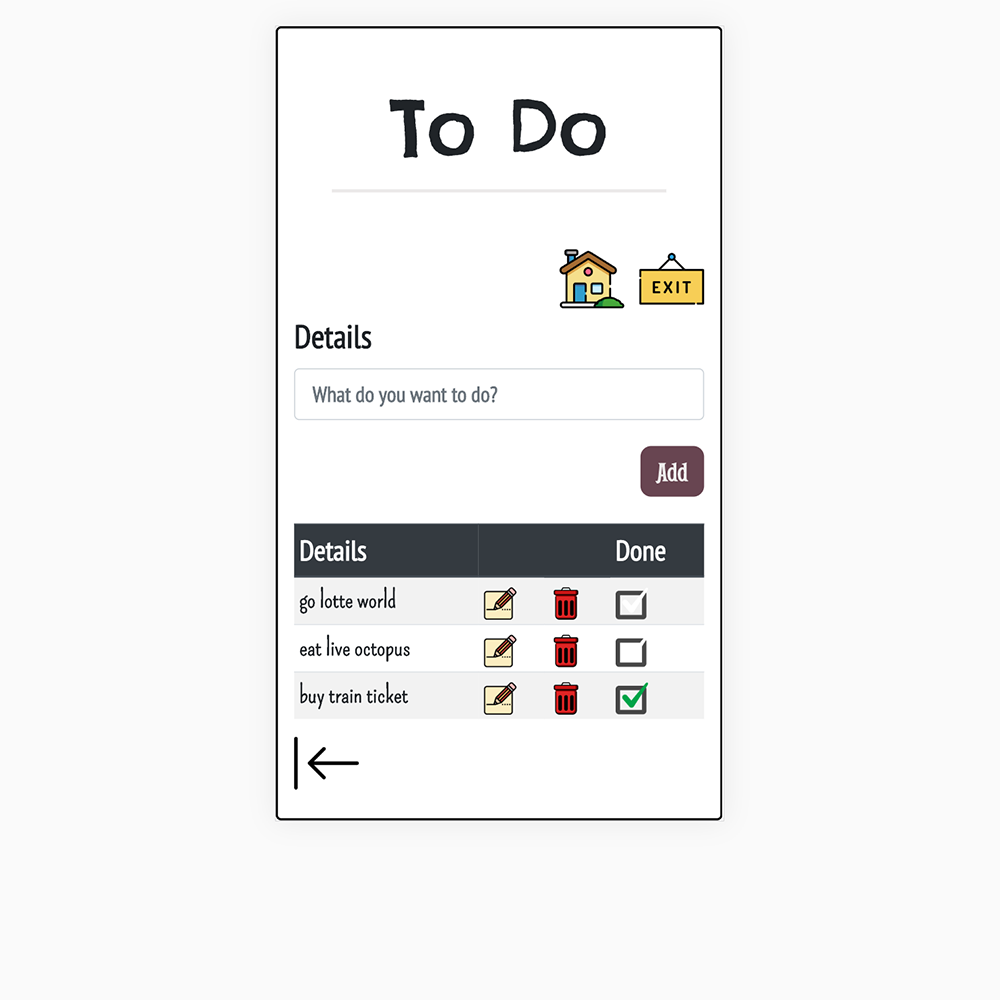 To Do
EXIT
Details
What do you want to do?
Add
Details Done
go lotte world
eat live octopus
buy train ticket